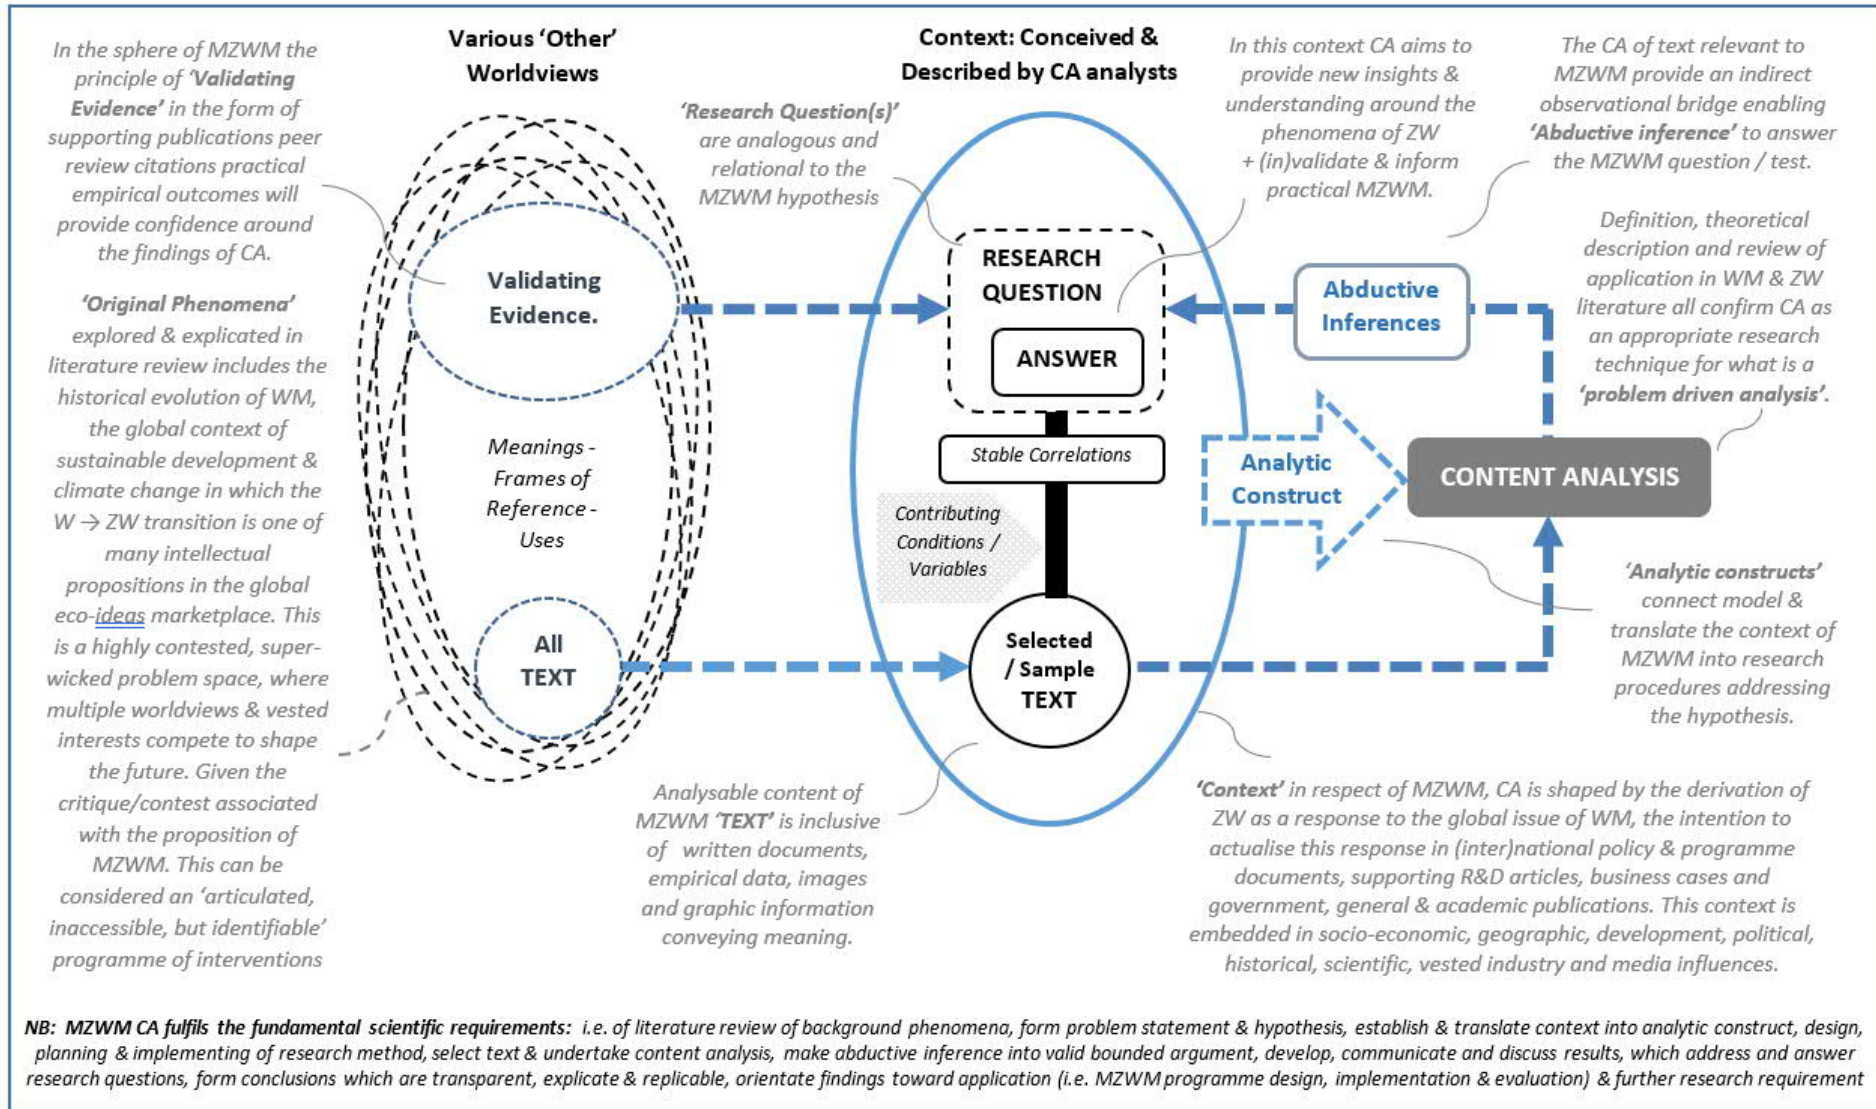 In the sphere of MZWM the
principle of ‘Validating
Evidence’ in the form of
supporting publications peer
review citations practical
empirical outcomes will
provide confidence around
the findings of CA.
‘Original Phenomena’
explored & explicated in
literature review includes the
historical evolution of WM,
the global context of
sustainable development &
climate change in which the
W → ZW transition is one of
many intellectual
propositions in the global
eco-ideas marketplace. This
is a highly contested, super-
wicked problem space, where
multiple worldviews & vested
interests compete to shape
the future. Given the
critique/contest associated
with the proposition of
MZWM. This can be
considered an ‘articulated,
inaccessible, but identifiable’
programme of interventions
Various ‘Other’
Worldviews
Validating
Evidence.
Meanings -
Frames of
Reference -
Uses
All
TEXT
‘Research Question(s)’
are analogous and
relational to the
MZWM hypothesis
Analysable content of
MZWM ‘TEXT’ is inclusive
of written documents,
empirical data, images
and graphic information
conveying meaning.
Context: Conceived &
Described by CA analysts
RESEARCH
QUESTION
ANSWER
Stable Correlations
Contributing
Conditions /
Variables
Selected
/ Sample
TEXT
In this context CA aims to
provide new insights &
understanding around the
phenomena of ZW
+ (in)validate & inform
practical MZWM.
The CA of text relevant to
MZWM provide an indirect
observational bridge enabling
‘Abductive inference’ to answer
the MZWM question / test.
Definition, theoretical
description and review of
application in WM & ZW
literature all confirm CA as
an appropriate research
technique for what is a
‘problem driven analysis’.
Abductive
Inferences
Analytic
Construct
CONTENT ANALYSIS
‘Analytic constructs’
connect model &
translate the context of
MZWM into research
procedures addressing
the hypothesis.
‘Context’ in respect of MZWM, CA is shaped by the derivation of
ZW as a response to the global issue of WM, the intention to
actualise this response in (inter)national policy & programme
documents, supporting R&D articles, business cases and
government, general & academic publications. This context is
embedded in socio-economic, geographic, development, political,
historical, scientific, vested industry and media influences.
NB: MZWM CA fulfils the fundamental scientific requirements: i.e. of literature review of background phenomena, form problem statement & hypothesis, establish & translate context into analytic construct, design,
planning & implementing of research method, select text & undertake content analysis, make abductive inference into valid bounded argument, develop, communicate and discuss results, which address and answer
research questions, form conclusions which are transparent, explicate & replicable, orientate findings toward application (i.e. MZWM programme design, implementation & evaluation) & further research requirement